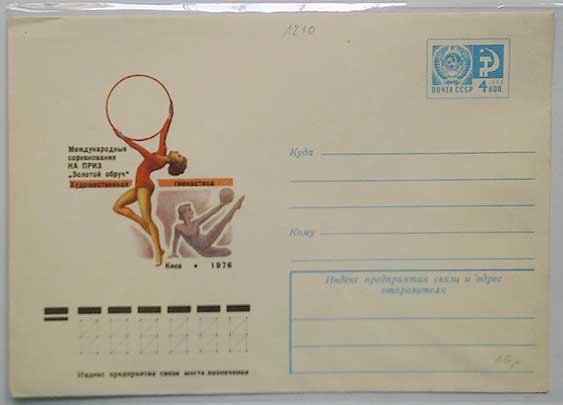 1210
ПОЧТА СССР 4 КОП.
Международные
соревнования
НА ПРИЗ
„Золотой обруч"
Художественная гимнастика
Киев • 1976
Куда
Кому
Индекс предприятия связи и адрес
отправителя
Индекс предприятия связи места назначения